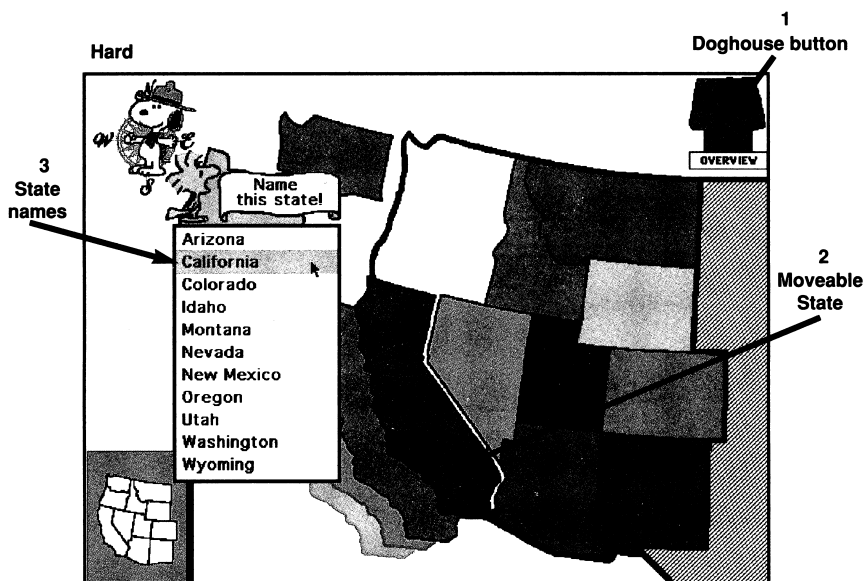 Hard
1
Doghouse button
N
W
E
S
OVERVIEW
3
State
names
Name
this state!
Arizona
California
Colorado
Idaho
Montana
Nevada
New Mexico
Oregon
Utah
Washington
Wyoming
2
Moveable
State